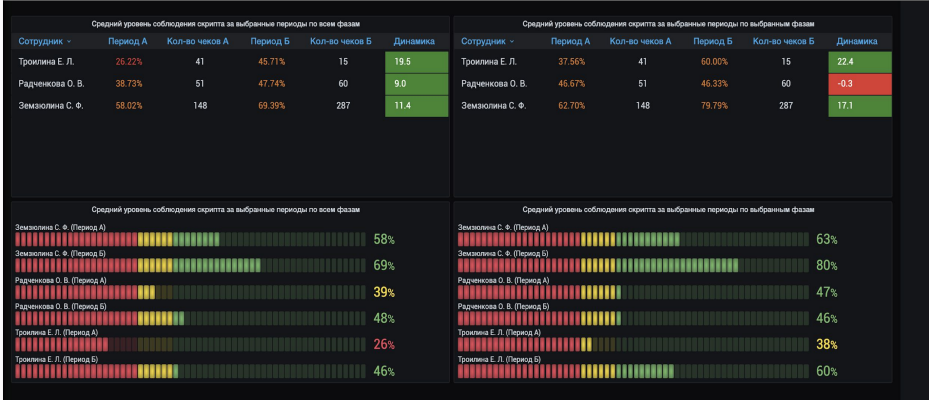 Средний уровень соблюдения скрипта за выбранные периоды по всем фазам
Сотрудник Период А Кол-во чеков А Период Б Кол-во чеков Б Динамика
Троилина Е. Л. 26.22% 41 45.71% 15 19.5
Радченкова О. В. 38.73% 51 47.74% 60 9.0
Земзюлина С. Ф. 58.02% 148 69.39% 287 11.4
Средний уровень соблюдения скрипта за выбранные периоды по выбранным фазам
Сотрудник Период А Кол-во чеков А Период Б Кол-во чеков Б Динамика
Троилина Е. Л. 37.56% 41 60.00% 15 22.4
Радченкова О. В. 46.67% 51 46.33% 60 -0.3
Земзюлина С. Ф. 62.70% 148 79.79% 287 17.1
Средний уровень соблюдения скрипта за выбранные периоды по всем фазам
Земзюлина С. Ф. (Период А)
58%
Земзюлина С. Ф. (Период Б)
69%
Радченкова О. В. (Период А)
39%
Радченкова О. В. (Период Б)
48%
Троилина Е. Л. (Период А)
26%
Троилина Е. Л. (Период Б)
46%
Средний уровень соблюдения скрипта за выбранные периоды по выбранным фазам
Земзюлина С. Ф. (Период А)
63%
Земзюлина С. Ф. (Период Б)
80%
Радченкова О. В. (Период А)
47%
Радченкова О. В. (Период Б)
46%
Троилина Е. Л. (Период А)
38%
Троилина Е. Л. (Период Б)
60%